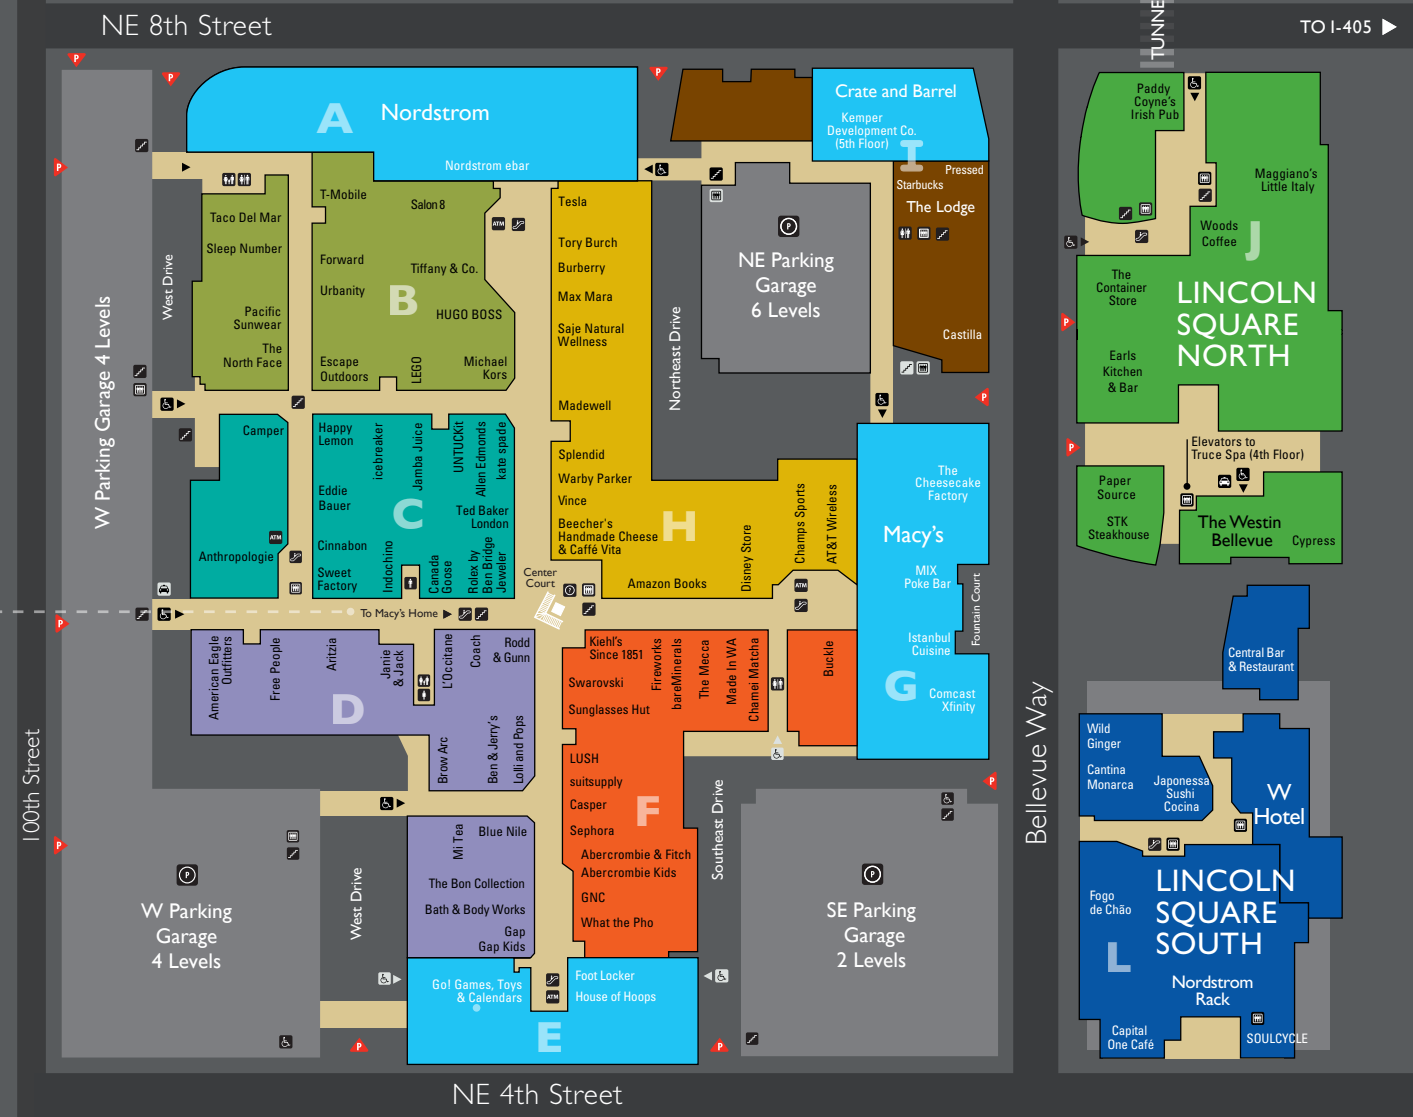 NE 8th Street
TUNNE
TO I-405
A
Nordstrom
Nordstrom ebar
Crate and Barrel
Kemper
Development Co.
(5th Floor)
I
Pressed
Starbucks
The Lodge
Castilla
T-Mobile
Salon 8
Forward
Tiffany & Co.
Urbanity
B
HUGO BOSS
Escape
Outdoors
LEGO
Michael
Kors
Taco Del Mar
Sleep Number
Pacific
Sunwear
The
North Face
West Drive
W Parking Garage 4 Levels
Tesla
Tory Burch
Burberry
Max Mara
Saje Natural
Wellness
Madewell
Splendid
Warby Parker
Vince
Beecher's
Handmade Cheese
& Caffé Vita
H
Amazon Books
Disney Store
Champs Sports
AT&T Wireless
Northeast Drive
P
NE Parking
Garage
6 Levels
Camper
Anthropologie
ATM
Happy
Lemon
icebreaker
Jamba Juice
UNTUCKit
Allen Edmonds
kate spade
Eddie
Bauer
C
Ted Baker
London
Cinnabon
Sweet
Factory
Indochino
Canada
Goose
Rolex by
Ben Bridge
Jeweler
Center
Court
To Macy's Home
The
Cheesecake
Factory
Macy's
MIX
Poke Bar
Fountain Court
Istanbul
Cuisine
G
Comcast
Xfinity
American Eagle
Outfitters
Free People
Aritzia
Janie
& Jack
L'Occitane
Coach
Rodd
& Gunn
D
Brow Arc
Ben & Jerry's
Lolli and Pops
Mi Tea
Blue Nile
The Bon Collection
Bath & Body Works
Gap
Gap Kids
Kiehl's
Since 1851
Swarovski
Sunglasses Hut
Fireworks
bareMinerals
The Mecca
Made In WA
Chamei Matcha
Buckle
LUSH
suitsupply
Casper
F
Sephora
Abercrombie & Fitch
Abercrombie Kids
GNC
What the Pho
Southeast Drive
West Drive
P
W Parking
Garage
4 Levels
P
SE Parking
Garage
2 Levels
Go! Games, Toys
& Calendars
ATM
Foot Locker
House of Hoops
E
100th Street
NE 4th Street
Bellevue Way
Paddy
Coyne's
Irish Pub
Maggiano's
Little Italy
Woods
Coffee
J
The
Container
Store
LINCOLN
SQUARE
NORTH
Earls
Kitchen
& Bar
Elevators to
Truce Spa (4th Floor)
Paper
Source
STK
Steakhouse
The Westin
Bellevue
Cypress
Central Bar
& Restaurant
Wild
Ginger
Cantina
Monarca
Japonessa
Sushi
Cocina
W
Hotel
LINCOLN
SQUARE
SOUTH
Fogo
de Chão
L
Nordstrom
Rack
Capital
One Café
SOULCYCLE